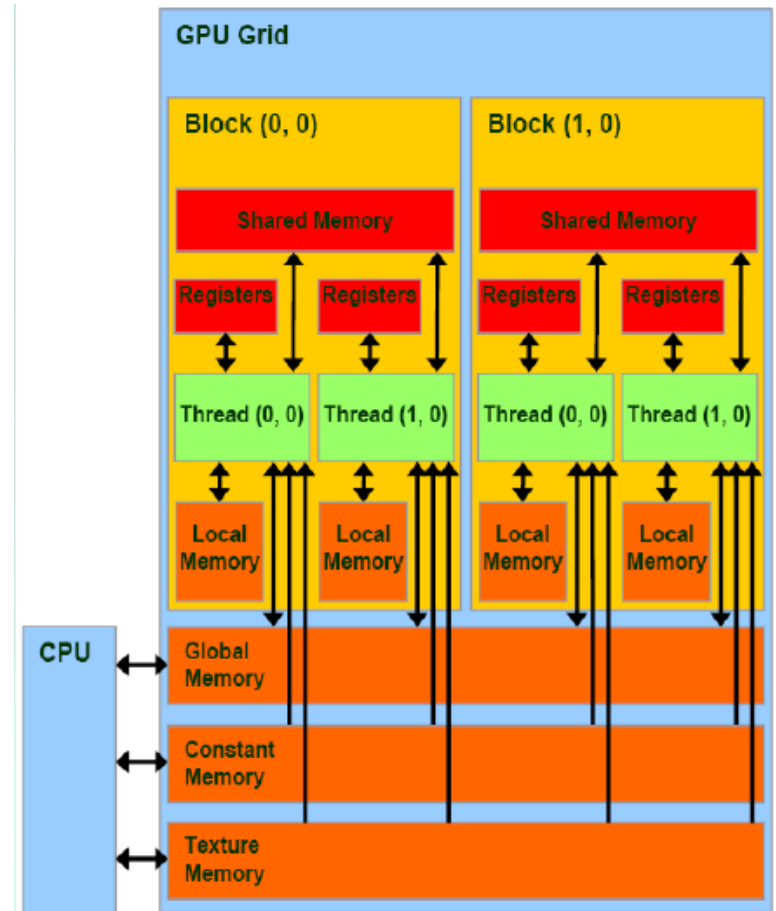 GPU Grid
Block (0, 0)
Block (1, 0)
Shared Memory
Shared Memory
Registers
Registers
Registers
Registers
Thread (0, 0)
Thread (1, 0)
Thread (0, 0)
Thread (1, 0)
Local
Memory
Local
Memory
Local
Memory
Local
Memory
CPU
Global
Memory
Constant
Memory
Texture
Memory